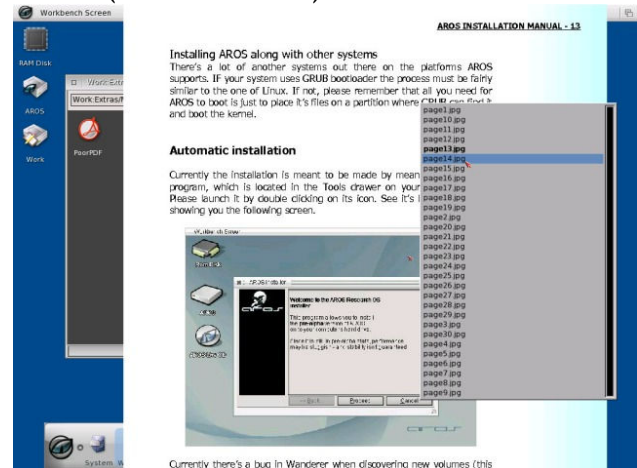 Workbench Screen
AROS INSTALLATION MANUAL - 13
RAM Disk
AROS
Work
Work:Extr
Work:Extras/
PoorPDF
Installing AROS along with other systems
There's a lot of another systems out there on the platforms AROS
supports. IF your system uses GRUB bootloader the process must be fairly
similar to the one of Linux. If not, please remember that all you need for
AROS to boot is just to place it's files on a partition where GRUB can find it
and boot the kernel.
Automatic installation
Currently the installation is meant to be made by mean
program, which is located in the Tools drawer on your
Please launch it by double clicking on its icon. See it's
showing you the following screen.
page1.jpg
page10.jpg
page11.jpg
page12.jpg
page13.jpg
page14.jpg
page15.jpg
page16.jpg
page17.jpg
page18.jpg
page19.jpg
page2.jpg
page20.jpg
page21.jpg
page22.jpg
page23.jpg
page24.jpg
page25.jpg
page26.jpg
page27.jpg
page28.jpg
page29.jpg
page3.jpg
page30.jpg
page4.jpg
page5.jpg
page6.jpg
page7.jpg
page8.jpg
page9.jpg
Ram Disk
AROS
Welcome to the AROS Research OS
installer
Proceed
Cancel
aros
System
Currently there's a bug in Wanderer when discovering new volumes (this